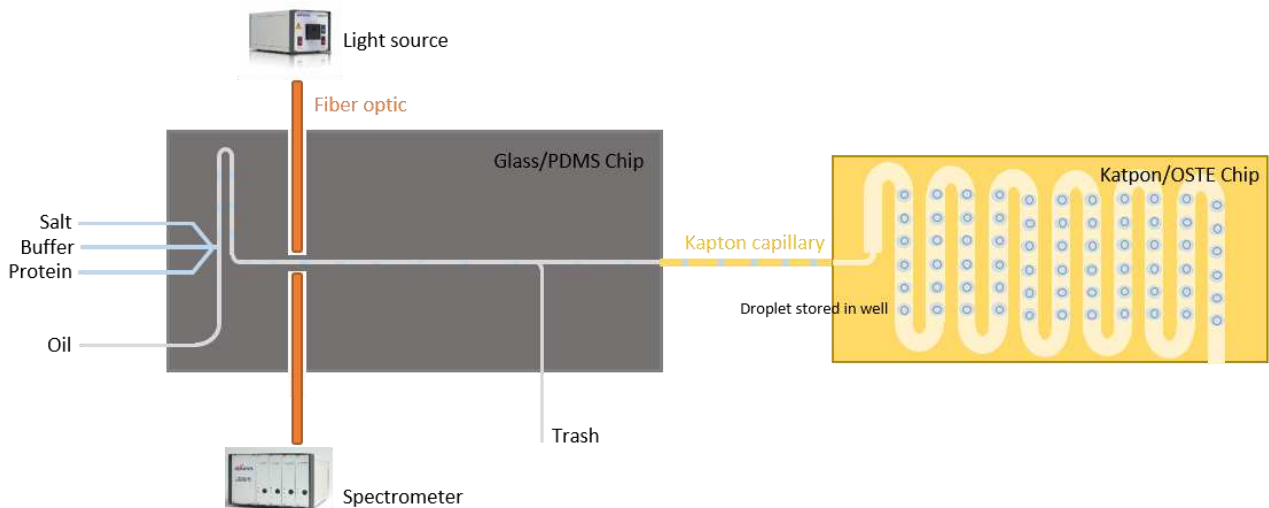 Light source
Fiber optic
Glass/PDMS Chip
Katpon/OSTE Chip
Salt
Buffer
Protein
Kapton capillary
Droplet stored in well
Oil
Trash
Spectrometer